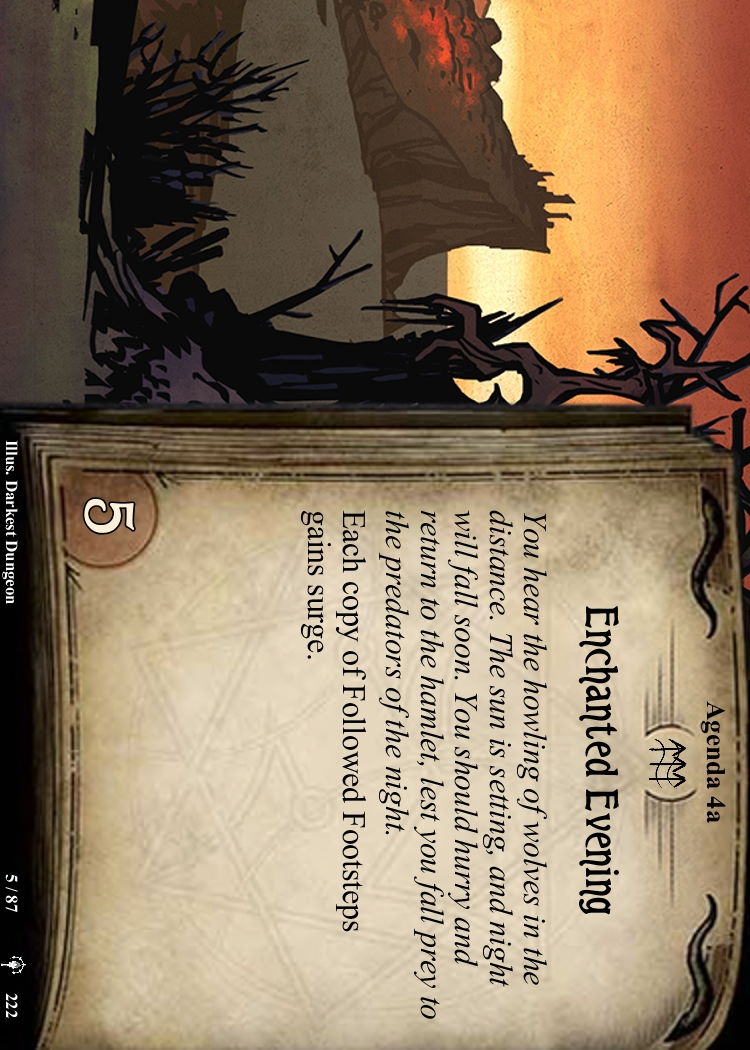 Agenda 4a
Enchanted Evening
You hear the howling of wolves in the
distance. The sun is setting, and night
will fall soon. You should hurry and
return to the hamlet, lest you fall prey to
the predators of the night.
Each copy of Followed Footsteps
gains surge.
5
Illus. Darkest Dungeon
5 / 87
222